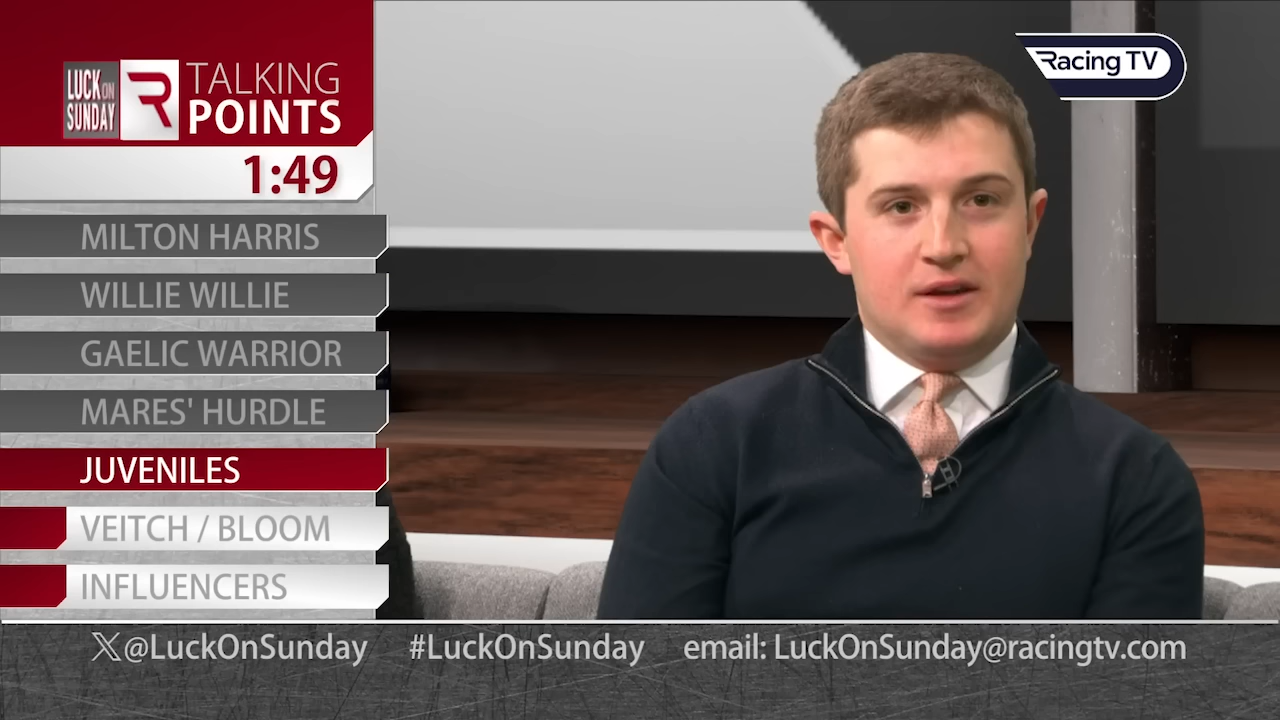 Racing TV
LUCK ON
SUNDAY
R
TALKING
POINTS
1:49
MILTON HARRIS
WILLIE WILLIE
GAELIC WARRIOR
MARES' HURDLE
JUVENILES
VEITCH / BLOOM
INFLUENCERS
X@LuckOnSunday #LuckOnSunday email: LuckOnSunday@racingtv.com